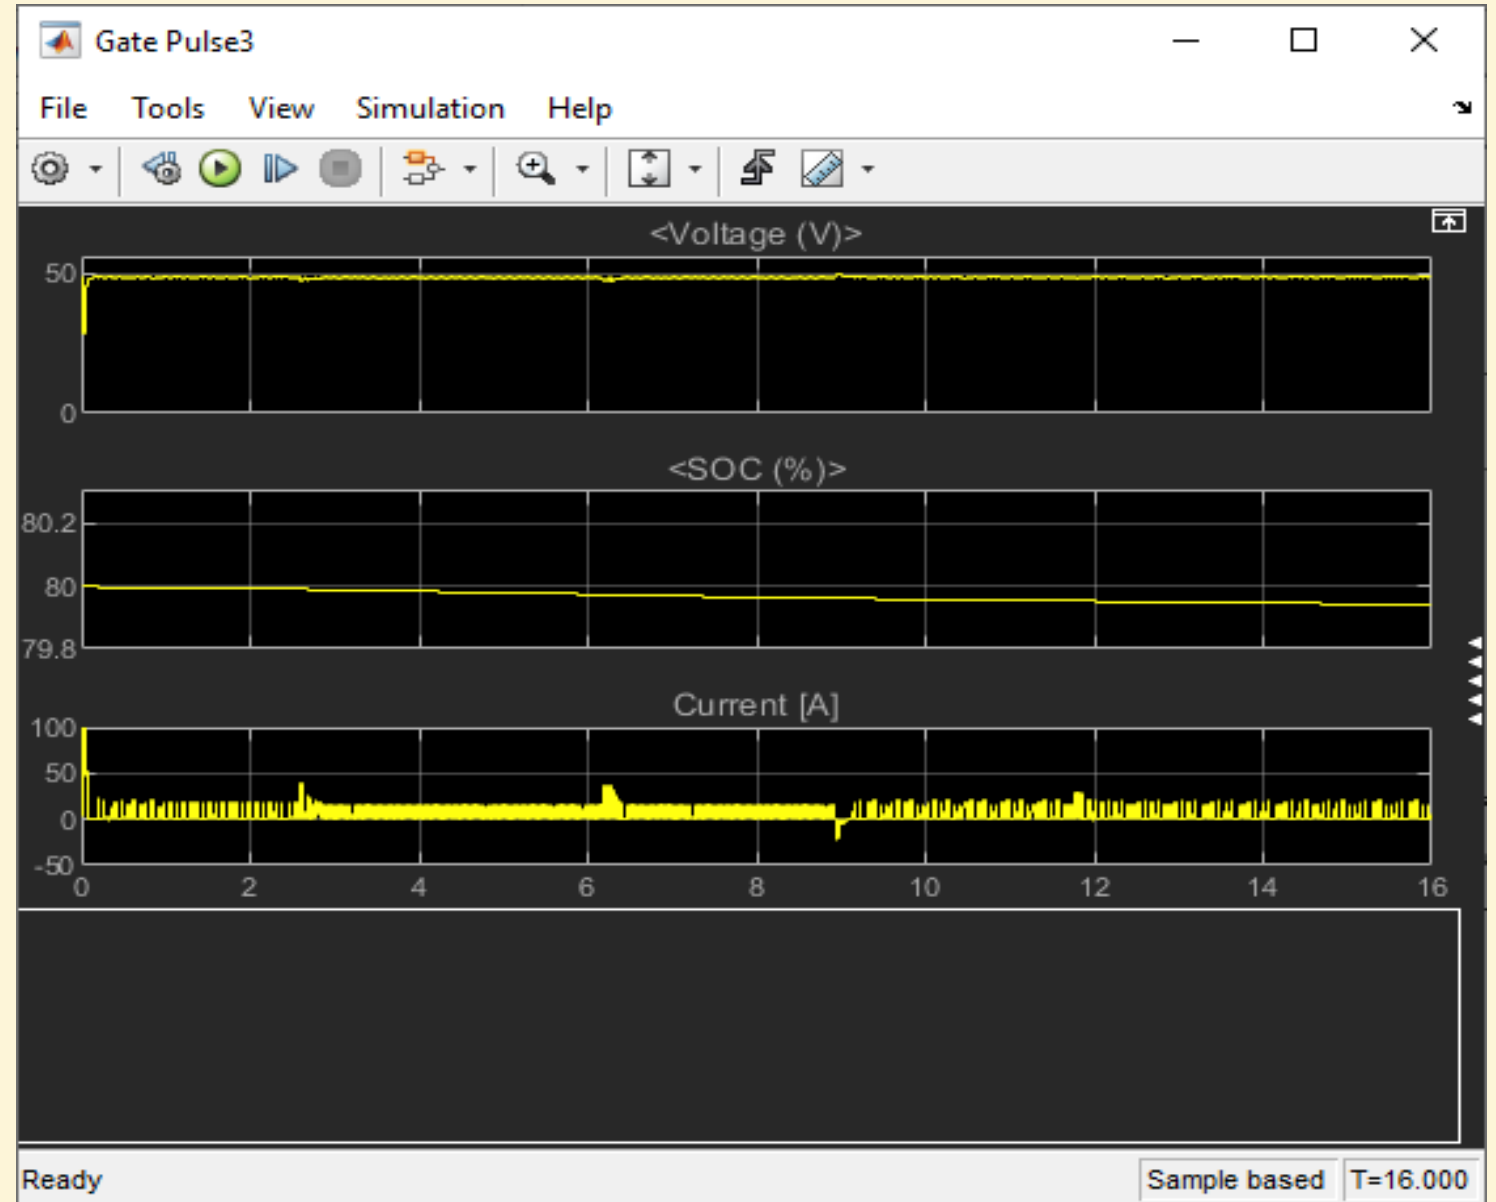 Gate Pulse3
File Tools View Simulation Help
<Voltage (V)>
50
0
<SOC (%)>
80.2
80
79.8
Current [A]
100
50
0
-50
0 2 4 6 8 10 12 14 16
Ready Sample based T=16.000